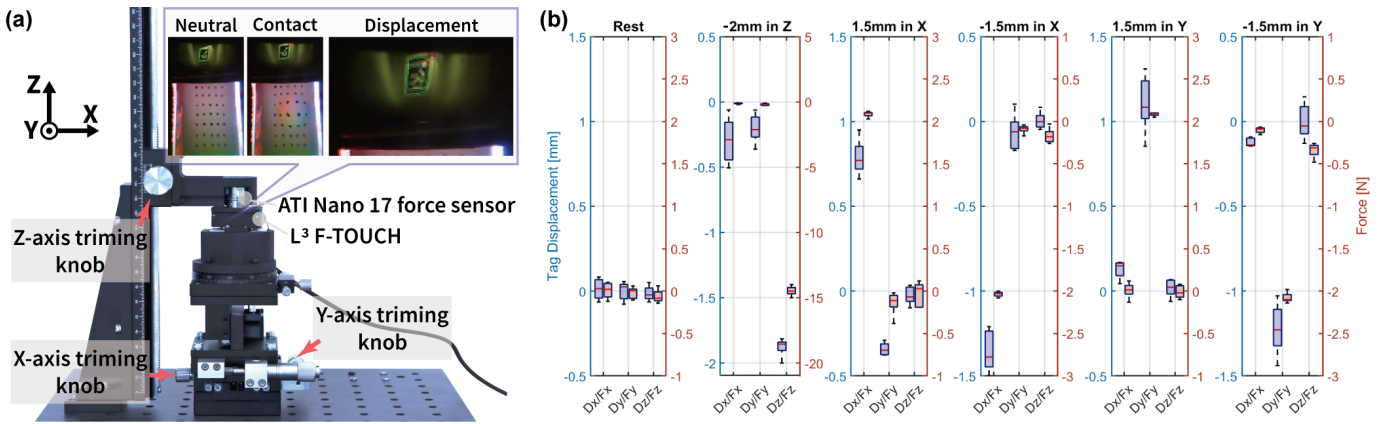 (a)
Neutral Contact Displacement
Z
X
Y
ATI Nano 17 force sensor
L³ F-TOUCH
Z-axis triming
knob
Y-axis triming
knob
X-axis triming
knob
(b)
Rest
-2mm in Z
1.5mm in X
-1.5mm in X
1.5mm in Y
-1.5mm in Y
Tag Displacement [mm]
Force [N]
1.5
1
0.5
0
-0.5
3
2.5
2
1.5
1
0.5
0
-0.5
-1
0
-0.5
-1
-1.5
-2
5
0
-5
-10
-15
-20
1.5
1
0.5
0
-0.5
3
2.5
2
1.5
1
0.5
0
-0.5
-1
0.5
0
-0.5
-1
-1.5
1
0.5
0
-0.5
-1
-1.5
-2
-2.5
-3
1.5
1
0.5
0
-0.5
3
2.5
2
1.5
1
0.5
0
-0.5
-1
0.5
0
-0.5
-1
-1.5
1
0.5
0
-0.5
-1
-1.5
-2
-2.5
-3
Dx/Fx Dy/Fy Dz/Fz
Dx/Fx Dy/Fy Dz/Fz
Dx/Fx Dy/Fy Dz/Fz
Dx/Fx Dy/Fy Dz/Fz
Dx/Fx Dy/Fy Dz/Fz
Dx/Fx Dy/Fy Dz/Fz